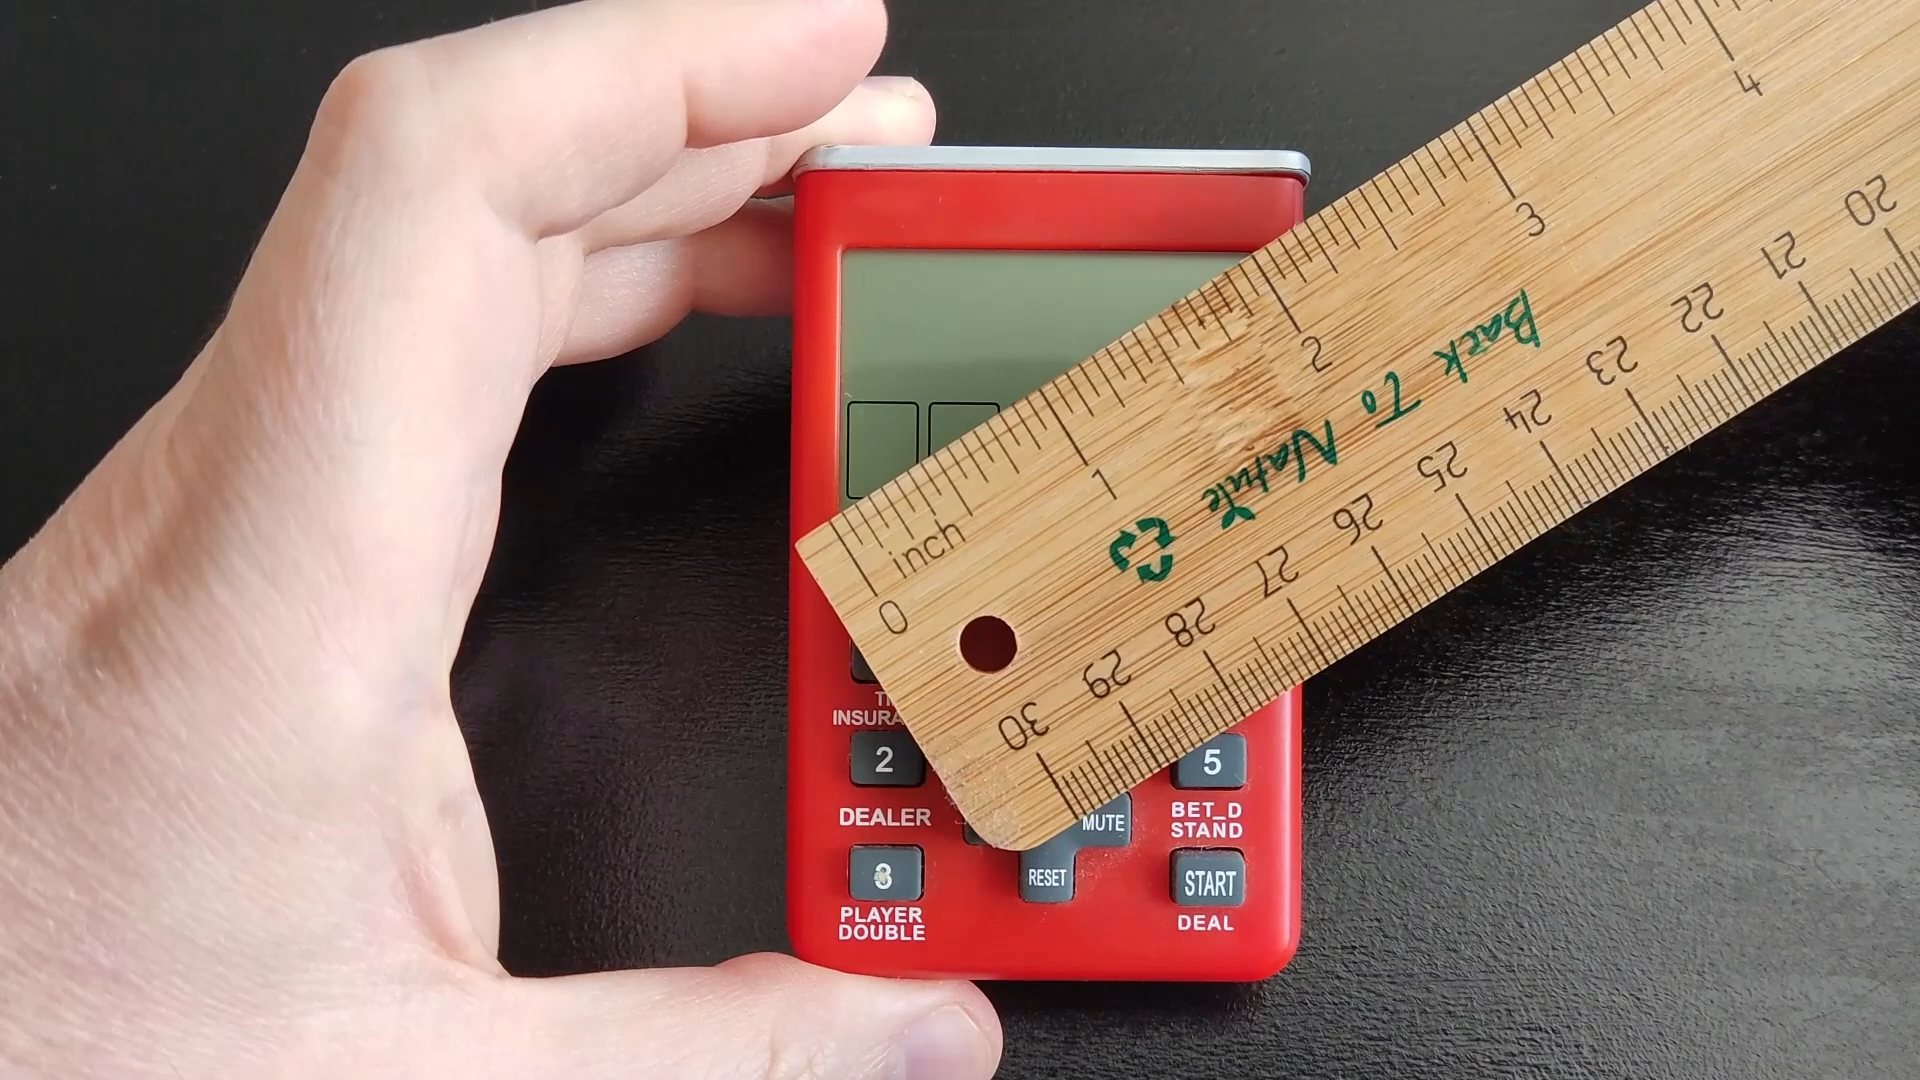 4
3
20
21
2
22
Back To Nature
23
1
24
25
inch
26
0
27
28
29
30
2
5
DEALER
MUTE
BET_D
STAND
3
RESET
START
PLAYER
DOUBLE
DEAL